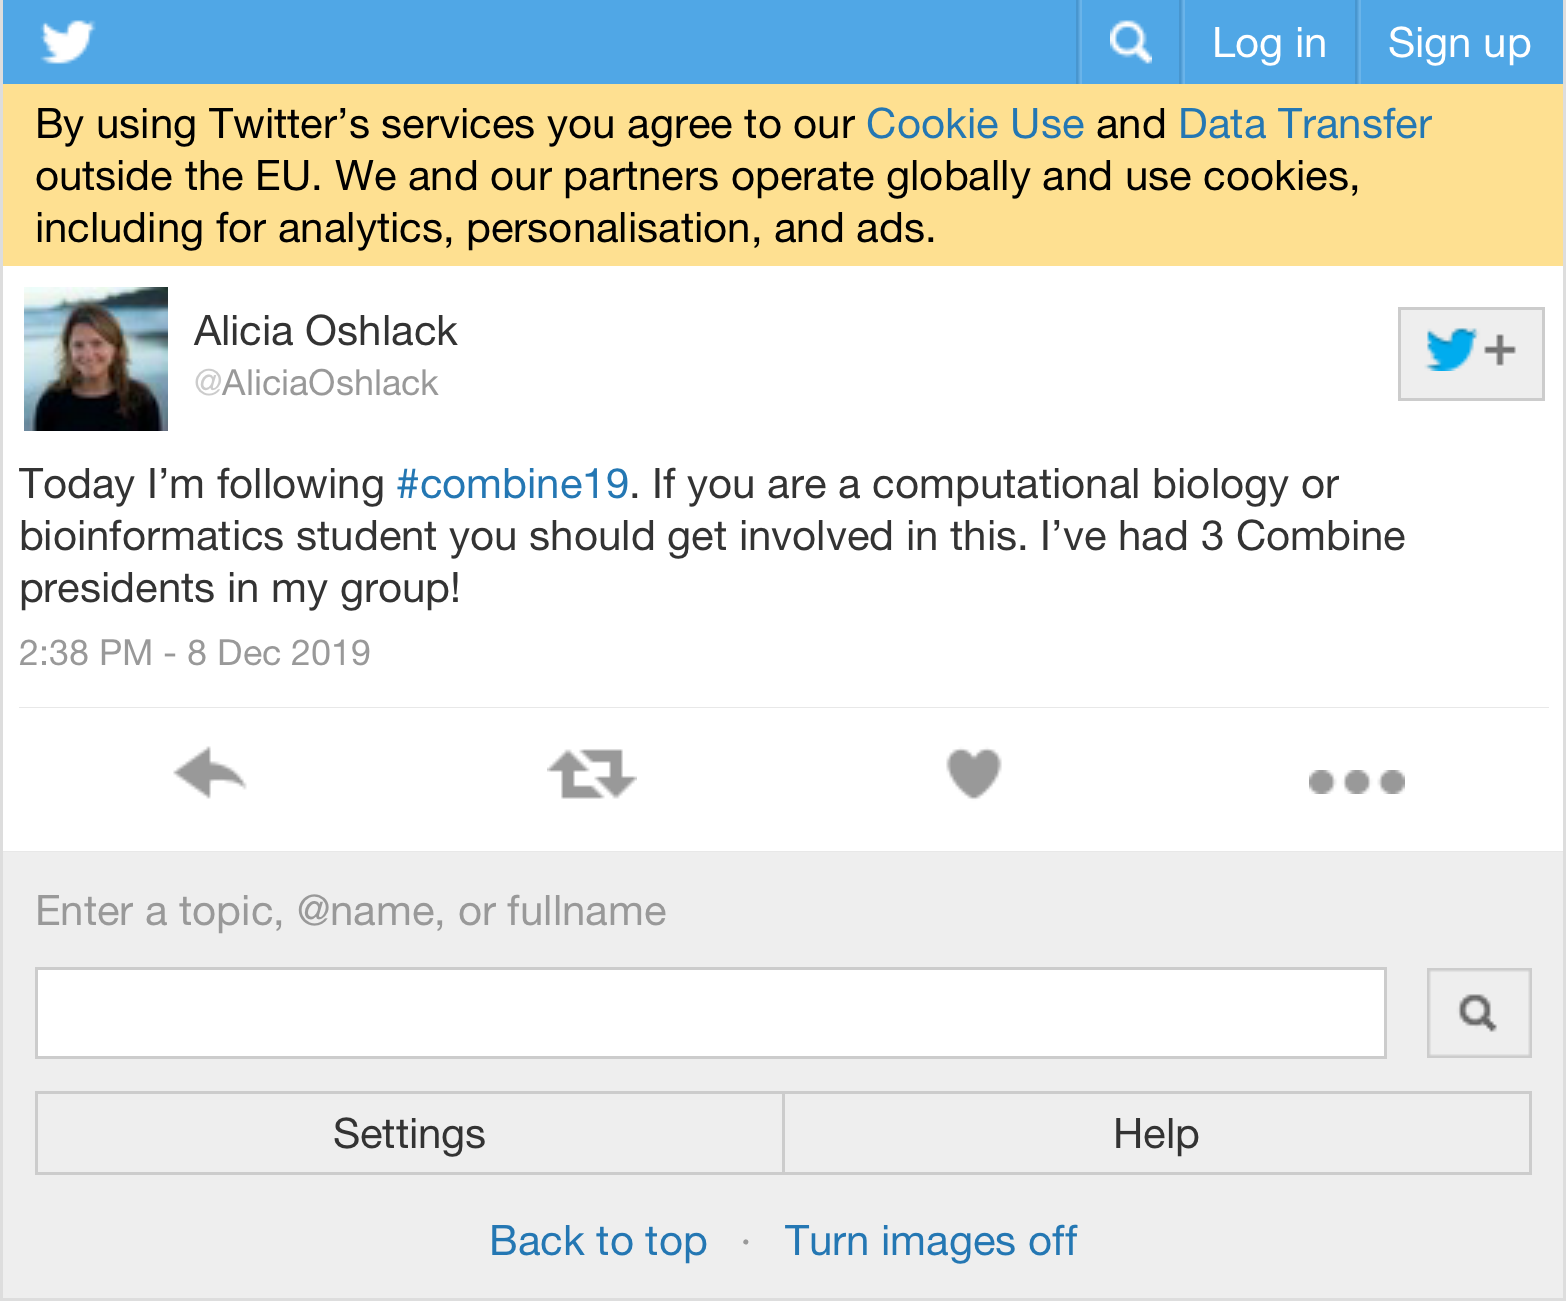 Log in
Sign up
By using Twitter’s services you agree to our Cookie Use and Data Transfer
outside the EU. We and our partners operate globally and use cookies,
including for analytics, personalisation, and ads.
Alicia Oshlack
@AliciaOshlack
+
Today I’m following #combine19. If you are a computational biology or
bioinformatics student you should get involved in this. I’ve had 3 Combine
presidents in my group!
2:38 PM - 8 Dec 2019
Enter a topic, @name, or fullname
Settings
Help
Back to top · Turn images off